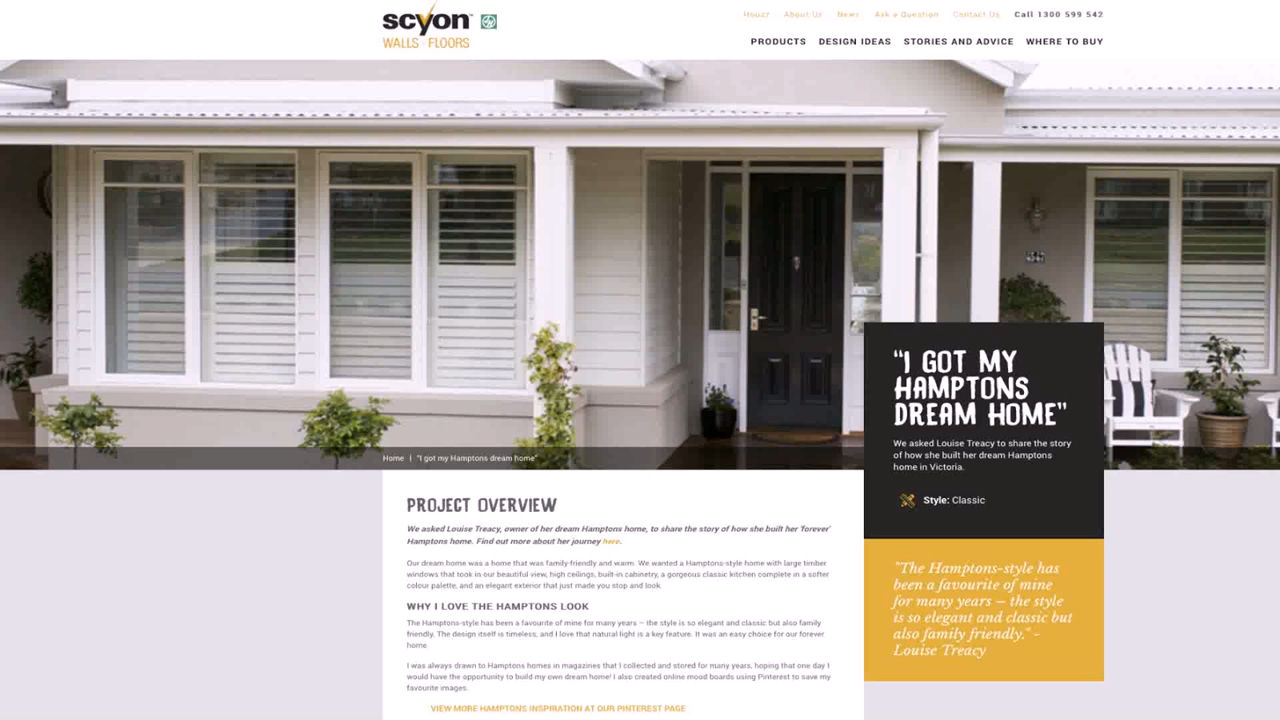 scyon™
WALLS & FLOORS
Houzz About Us News Ask a Question Contact Us Call 1300 599 542
PRODUCTS DESIGN IDEAS STORIES AND ADVICE WHERE TO BUY
"I GOT MY
HAMPTONS
DREAM HOME"
We asked Louise Treacy to share the story
of how she built her dream Hamptons
home in Victoria.
Style: Classic
Home | "I got my Hamptons dream home"
PROJECT OVERVIEW
We asked Louise Treacy, owner of her dream Hamptons home, to share the story of how she built her 'forever'
Hamptons home. Find out more about her journey here.
Our dream home was a home that was family-friendly and warm. We wanted a Hamptons-style home with large timber
windows that took in our beautiful view, high ceilings, built-in cabinetry, a gorgeous classic kitchen complete in a softer
colour palette, and an elegant exterior that just made you stop and look.
WHY I LOVE THE HAMPTONS LOOK
The Hamptons-style has been a favourite of mine for many years – the style is so elegant and classic but also family
friendly. The design itself is timeless, and I love that natural light is a key feature. It was an easy choice for our forever
home.
I was always drawn to Hamptons homes in magazines that I collected and stored for many years, hoping that one day I
would have the opportunity to build my own dream home! I also created online mood boards using Pinterest to save my
favourite images.
VIEW MORE HAMPTONS INSPIRATION AT OUR PINTEREST PAGE
"The Hamptons-style has
been a favourite of mine
for many years – the style
is so elegant and classic but
also family friendly." -
Louise Treacy